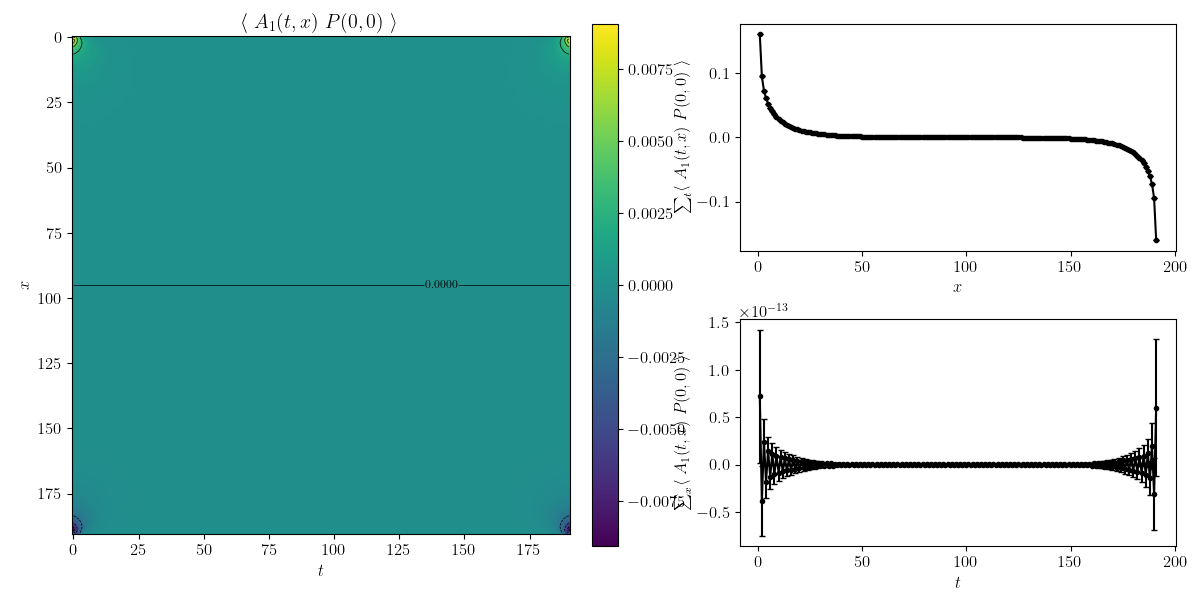 ⟨ A₁(t, x) P(0, 0) ⟩
0
25
50
75
100
125
150
175
x
0 25 50 75 100 125 150 175
t
0.0000
0.0075
0.0050
0.0025
0.0000
−0.0025
−0.0050
−0.0075
∑ₜ⟨ A₁(t, x) P(0, 0) ⟩
0.1
0.0
−0.1
0 50 100 150 200
x
×10⁻¹³
∑ₓ⟨ A₁(t, x) P(0, 0) ⟩
1.5
1.0
0.5
0.0
−0.5
0 50 100 150 200
t